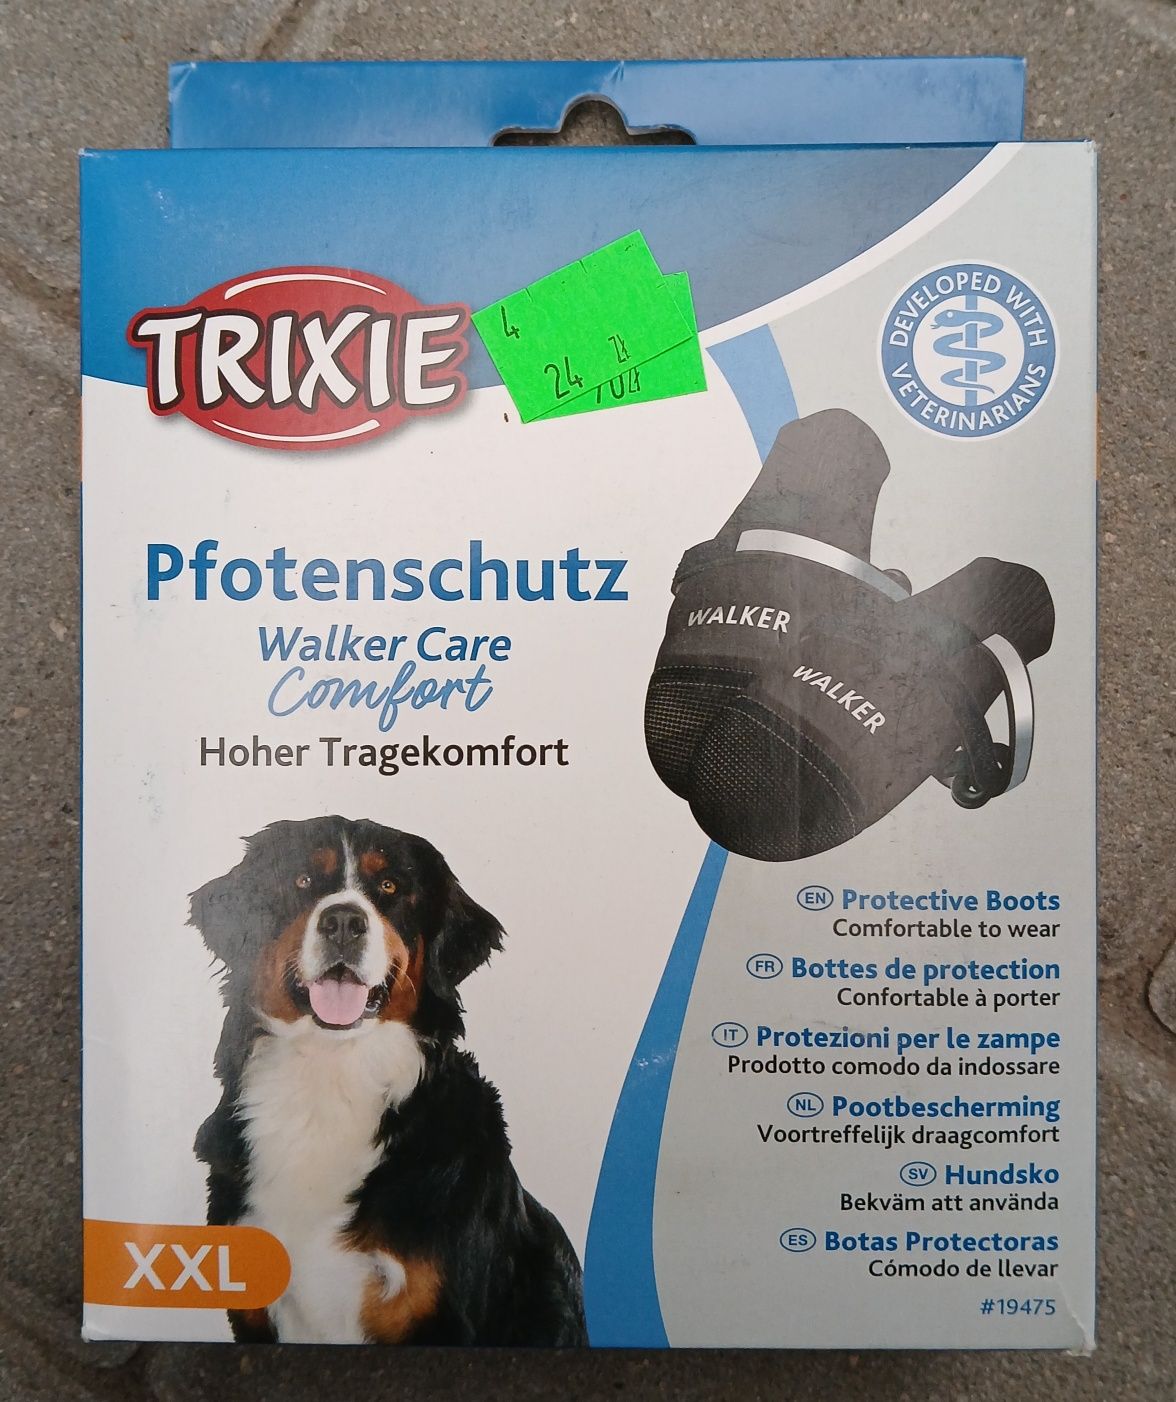 TRIXIE
4
24 zł
DEVELOPED WITH
VETERINARIANS
Pfotenschutz
Walker Care
Comfort
Hoher Tragekomfort
WALKER
WALKER
EN Protective Boots
Comfortable to wear
FR Bottes de protection
Confortable à porter
IT Protezioni per le zampe
Prodotto comodo da indossare
NL Pootbescherming
Voortreffelijk draagcomfort
SV Hundsko
Bekväm att använda
ES Botas Protectoras
Cómodo de llevar
#19475
XXL